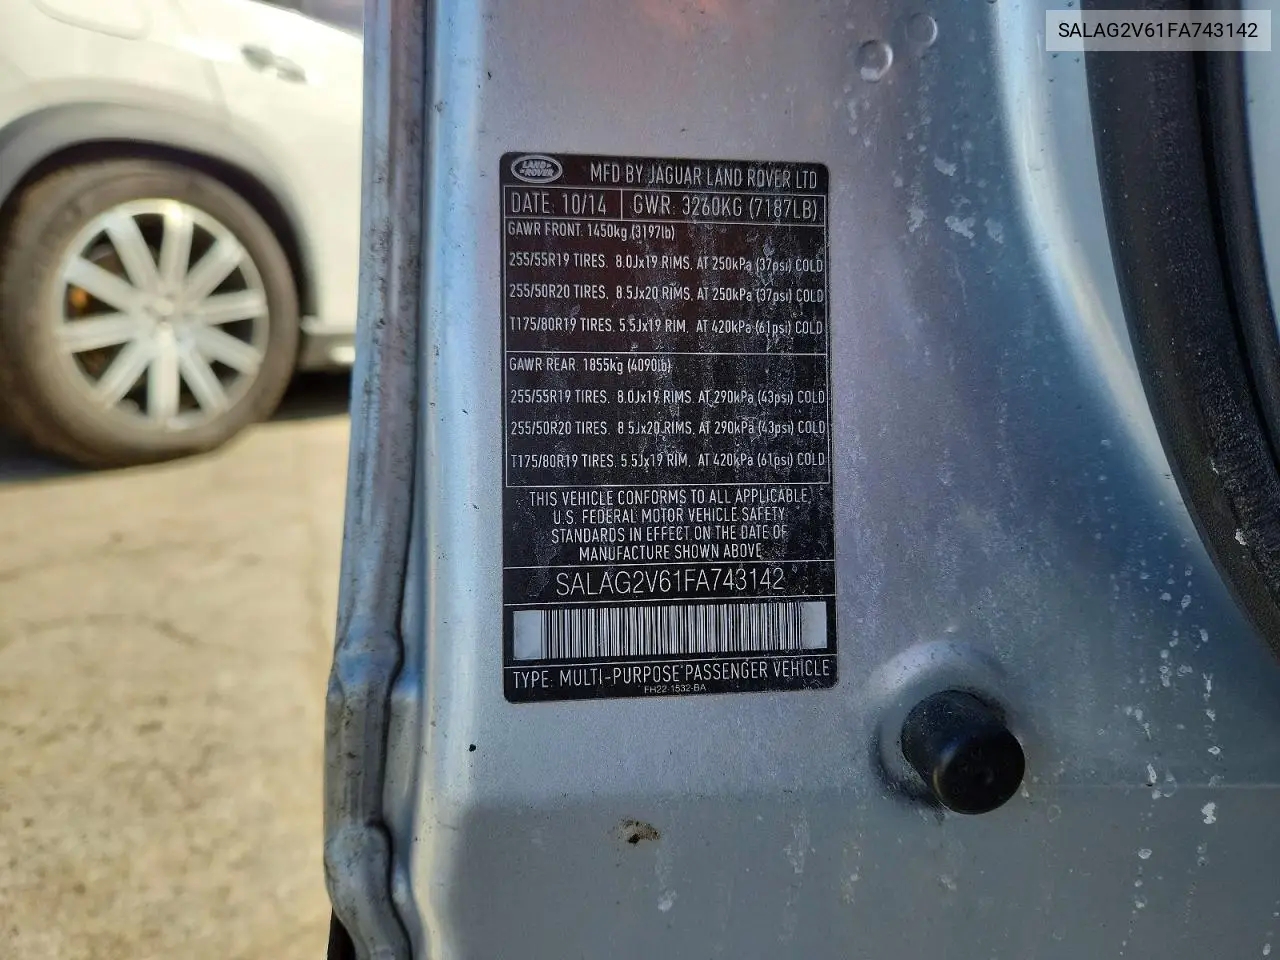 SALAG2V61FA743142
LAND ROVER
MFD BY JAGUAR LAND ROVER LTD
DATE: 10/14 GWR: 3260KG (7187LB)
GAWR FRONT. 1450kg (3197lb)
255/55R19 TIRES. 8.0Jx19 RIMS. AT 250kPa (37psi) COLD
255/50R20 TIRES. 8.5Jx20 RIMS. AT 250kPa (37psi) COLD
T175/80R19 TIRES. 5.5Jx19 RIM. AT 420kPa (61psi) COLD
GAWR REAR. 1855kg (4090lb)
255/55R19 TIRES. 8.0Jx19 RIMS. AT 290kPa (43psi) COLD
255/50R20 TIRES. 8.5Jx20 RIMS. AT 290kPa (43psi) COLD
T175/80R19 TIRES. 5.5Jx19 RIM. AT 420kPa (61psi) COLD
THIS VEHICLE CONFORMS TO ALL APPLICABLE
U.S. FEDERAL MOTOR VEHICLE SAFETY
STANDARDS IN EFFECT ON THE DATE OF
MANUFACTURE SHOWN ABOVE
SALAG2V61FA743142
TYPE: MULTI-PURPOSE PASSENGER VEHICLE
FH22-1532-BA